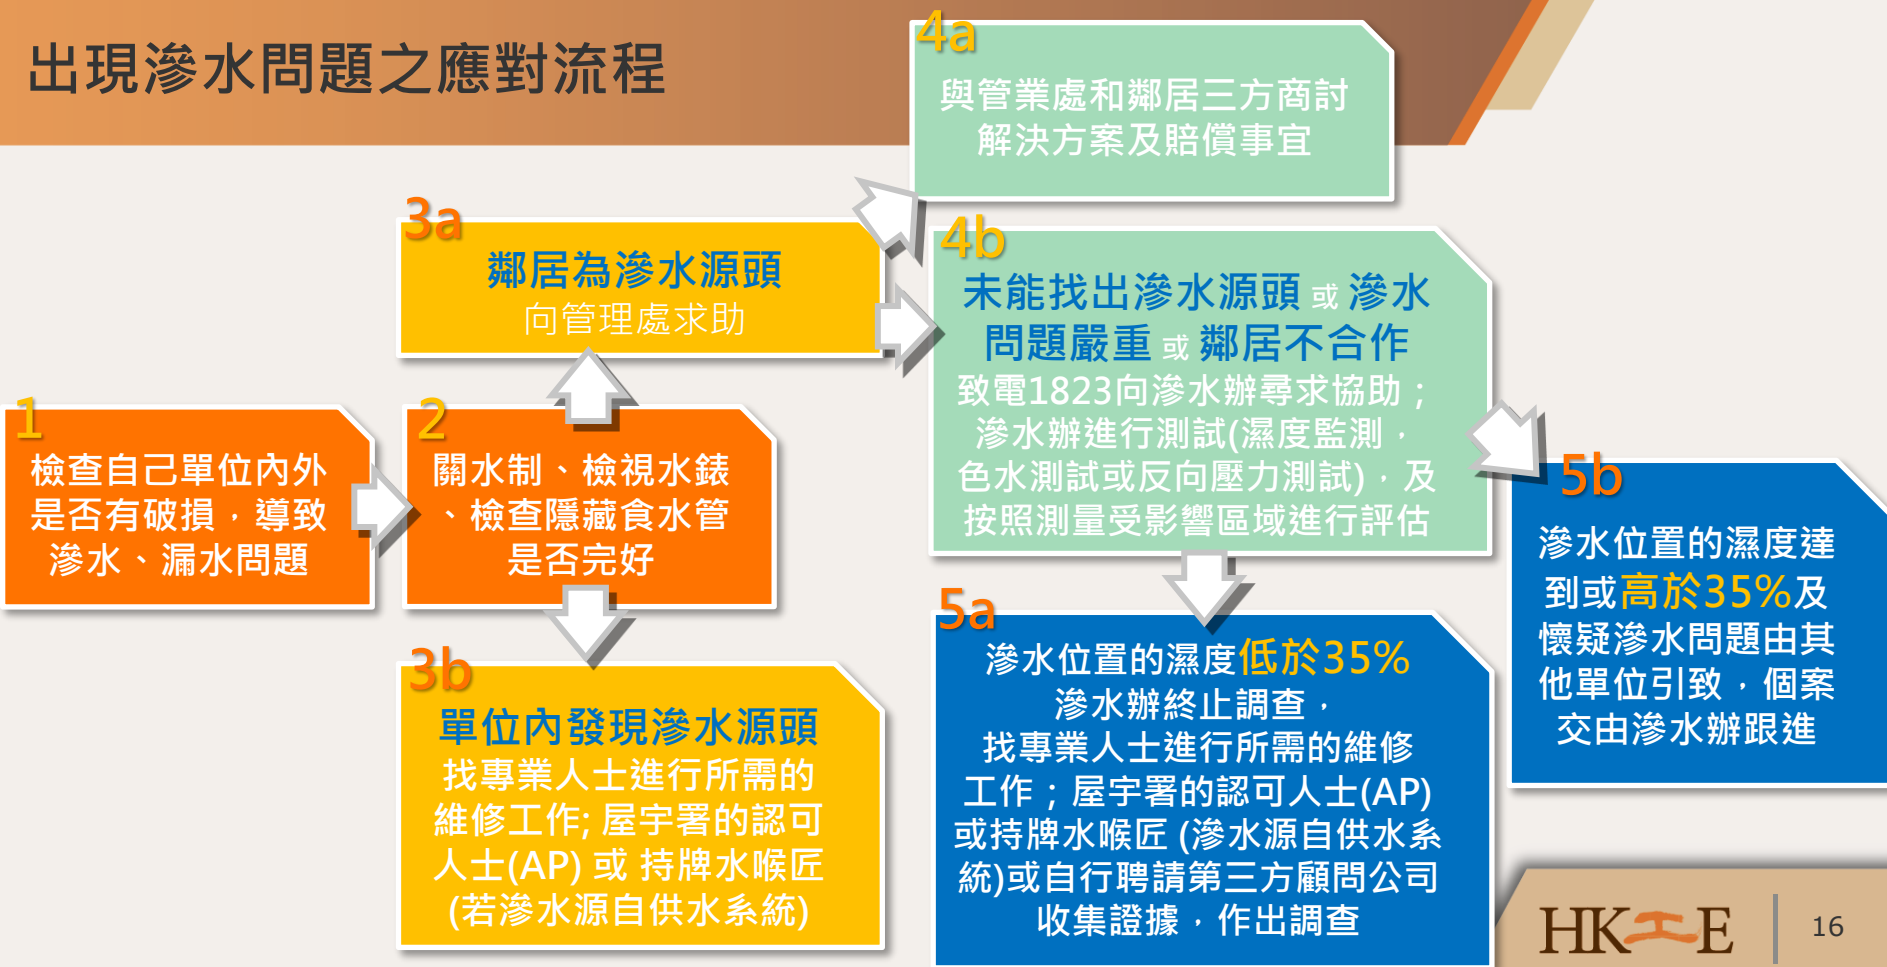 出現滲水問題之應對流程
1
檢查自己單位內外
是否有破損，導致
滲水、漏水問題
2
關水制、檢視水錶
、檢查隱藏食水管
是否完好
3a
鄰居為滲水源頭
向管理處求助
3b
單位內發現滲水源頭
找專業人士進行所需的
維修工作; 屋宇署的認可
人士(AP) 或 持牌水喉匠
(若滲水源自供水系統)
4a
與管業處和鄰居三方商討
解決方案及賠償事宜
4b
未能找出滲水源頭 或 滲水
問題嚴重 或 鄰居不合作
致電1823向滲水辦尋求協助；
滲水辦進行測試(濕度監測，
色水測試或反向壓力測試)，及
按照測量受影響區域進行評估
5a
滲水位置的濕度低於35%
滲水辦終止調查，
找專業人士進行所需的維修
工作；屋宇署的認可人士(AP)
或持牌水喉匠 (滲水源自供水系
統)或自行聘請第三方顧問公司
收集證據，作出調查
5b
滲水位置的濕度達
到或高於35%及
懷疑滲水問題由其
他單位引致，個案
交由滲水辦跟進
HKIE
16